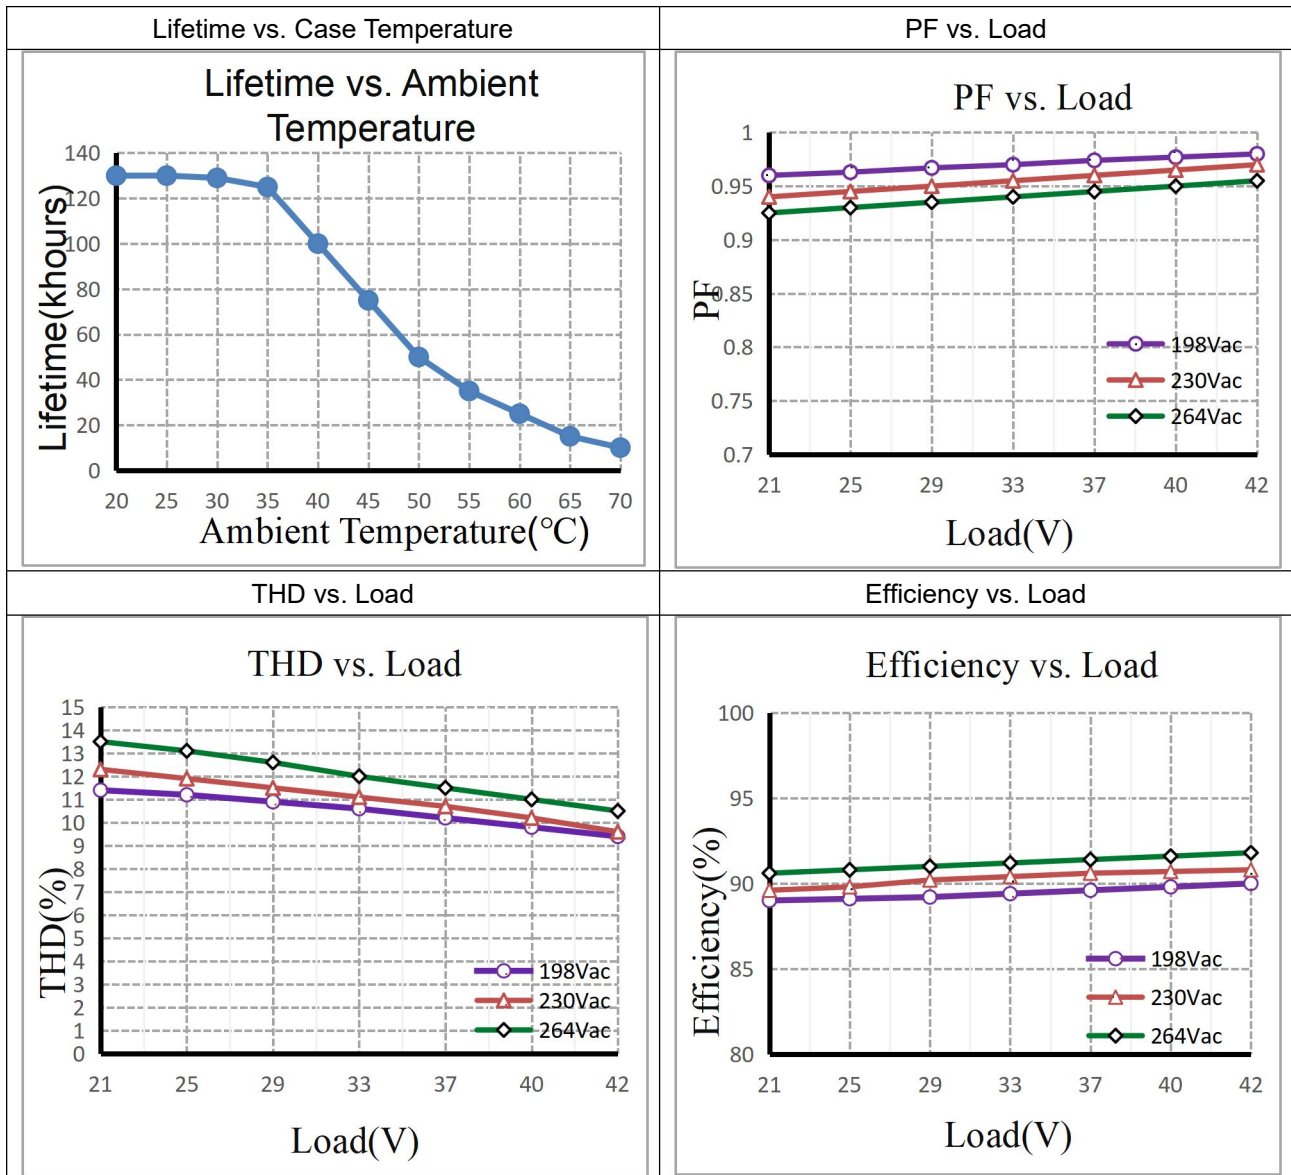 Lifetime vs. Case Temperature
PF vs. Load
Lifetime vs. Ambient
Temperature
Lifetime(khours)
140
120
100
80
60
40
20
0
20 25 30 35 40 45 50 55 60 65 70
Ambient Temperature(℃)
PF vs. Load
PF
1
0.95
0.9
0.85
0.8
0.75
0.7
198Vac
230Vac
264Vac
21 25 29 33 37 40 42
Load(V)
THD vs. Load
Efficiency vs. Load
THD vs. Load
THD(%)
15
14
13
12
11
10
9
8
7
6
5
4
3
2
1
0
198Vac
230Vac
264Vac
21 25 29 33 37 40 42
Load(V)
Efficiency vs. Load
Efficiency(%)
100
95
90
85
80
198Vac
230Vac
264Vac
21 25 29 33 37 40 42
Load(V)